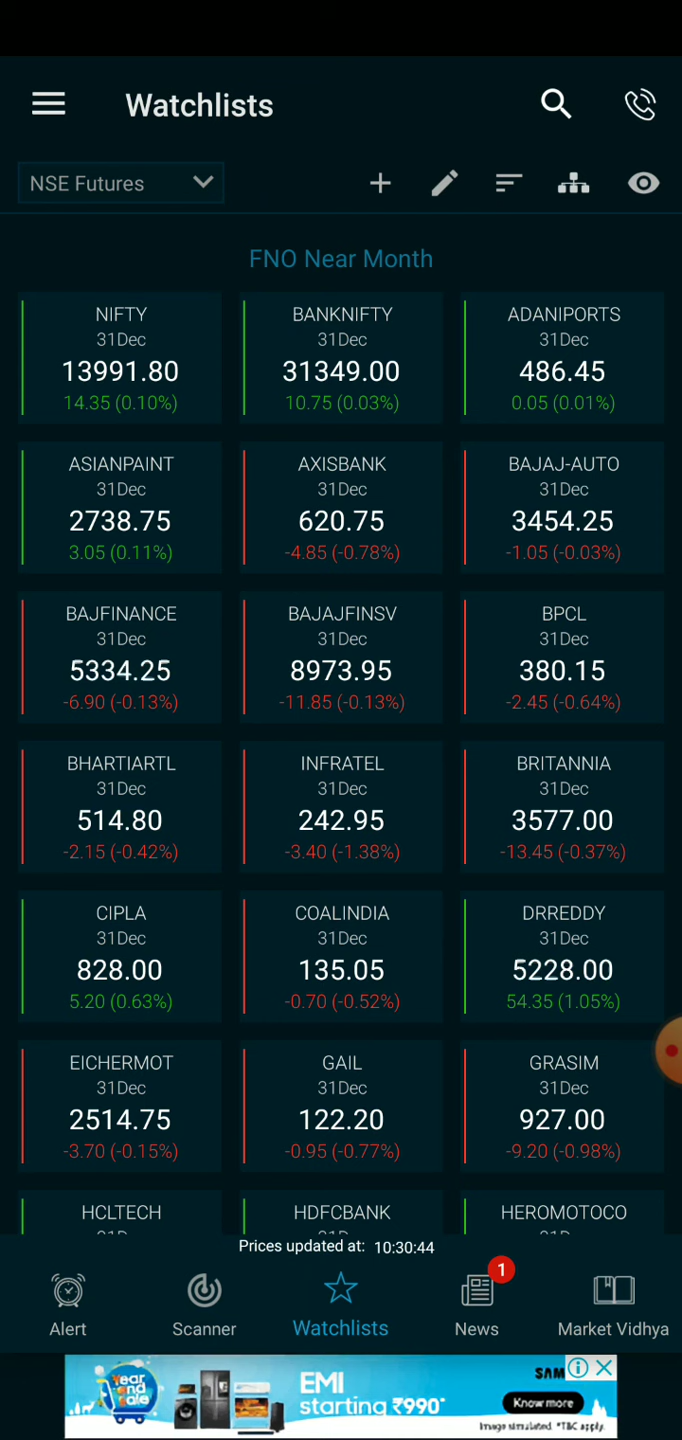 Watchlists
NSE Futures
FNO Near Month
NIFTY
31Dec
13991.80
14.35 (0.10%)
BANKNIFTY
31Dec
31349.00
10.75 (0.03%)
ADANIPORTS
31Dec
486.45
0.05 (0.01%)
ASIANPAINT
31Dec
2738.75
3.05 (0.11%)
AXISBANK
31Dec
620.75
-4.85 (-0.78%)
BAJAJ-AUTO
31Dec
3454.25
-1.05 (-0.03%)
BAJFINANCE
31Dec
5334.25
-6.90 (-0.13%)
BAJAJFINSV
31Dec
8973.95
-11.85 (-0.13%)
BPCL
31Dec
380.15
-2.45 (-0.64%)
BHARTIARTL
31Dec
514.80
-2.15 (-0.42%)
INFRATEL
31Dec
242.95
-3.40 (-1.38%)
BRITANNIA
31Dec
3577.00
-13.45 (-0.37%)
CIPLA
31Dec
828.00
5.20 (0.63%)
COALINDIA
31Dec
135.05
-0.70 (-0.52%)
DRREDDY
31Dec
5228.00
54.35 (1.05%)
EICHERMOT
31Dec
2514.75
-3.70 (-0.15%)
GAIL
31Dec
122.20
-0.95 (-0.77%)
GRASIM
31Dec
927.00
-9.20 (-0.98%)
HCLTECH
HDFCBANK
HEROMOTOCO
Prices updated at: 10:30:44
1
Alert
Scanner
Watchlists
News
Market Vidhya
Year
end
Sale
EMI
starting ₹990*
SAM
Know more
Image simulated. *T&C apply.